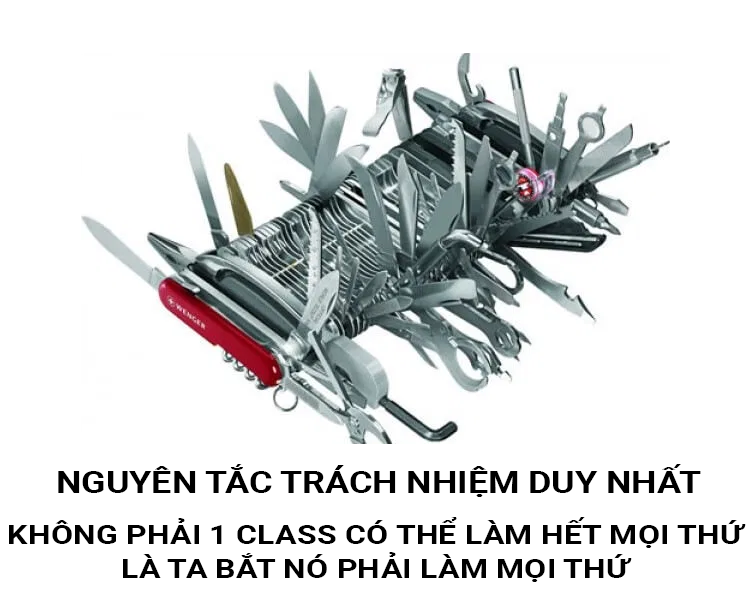 WENGER
NGUYÊN TẮC TRÁCH NHIỆM DUY NHẤT
KHÔNG PHẢI 1 CLASS CÓ THỂ LÀM HẾT MỌI THỨ
LÀ TA BẮT NÓ PHẢI LÀM MỌI THỨ